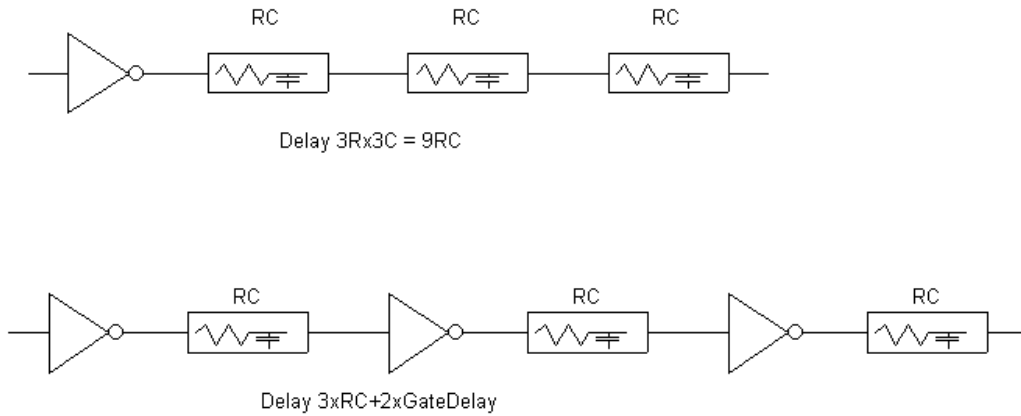 RC RC RC
Delay 3Rx3C = 9RC
RC RC RC
Delay 3xRC+2xGateDelay